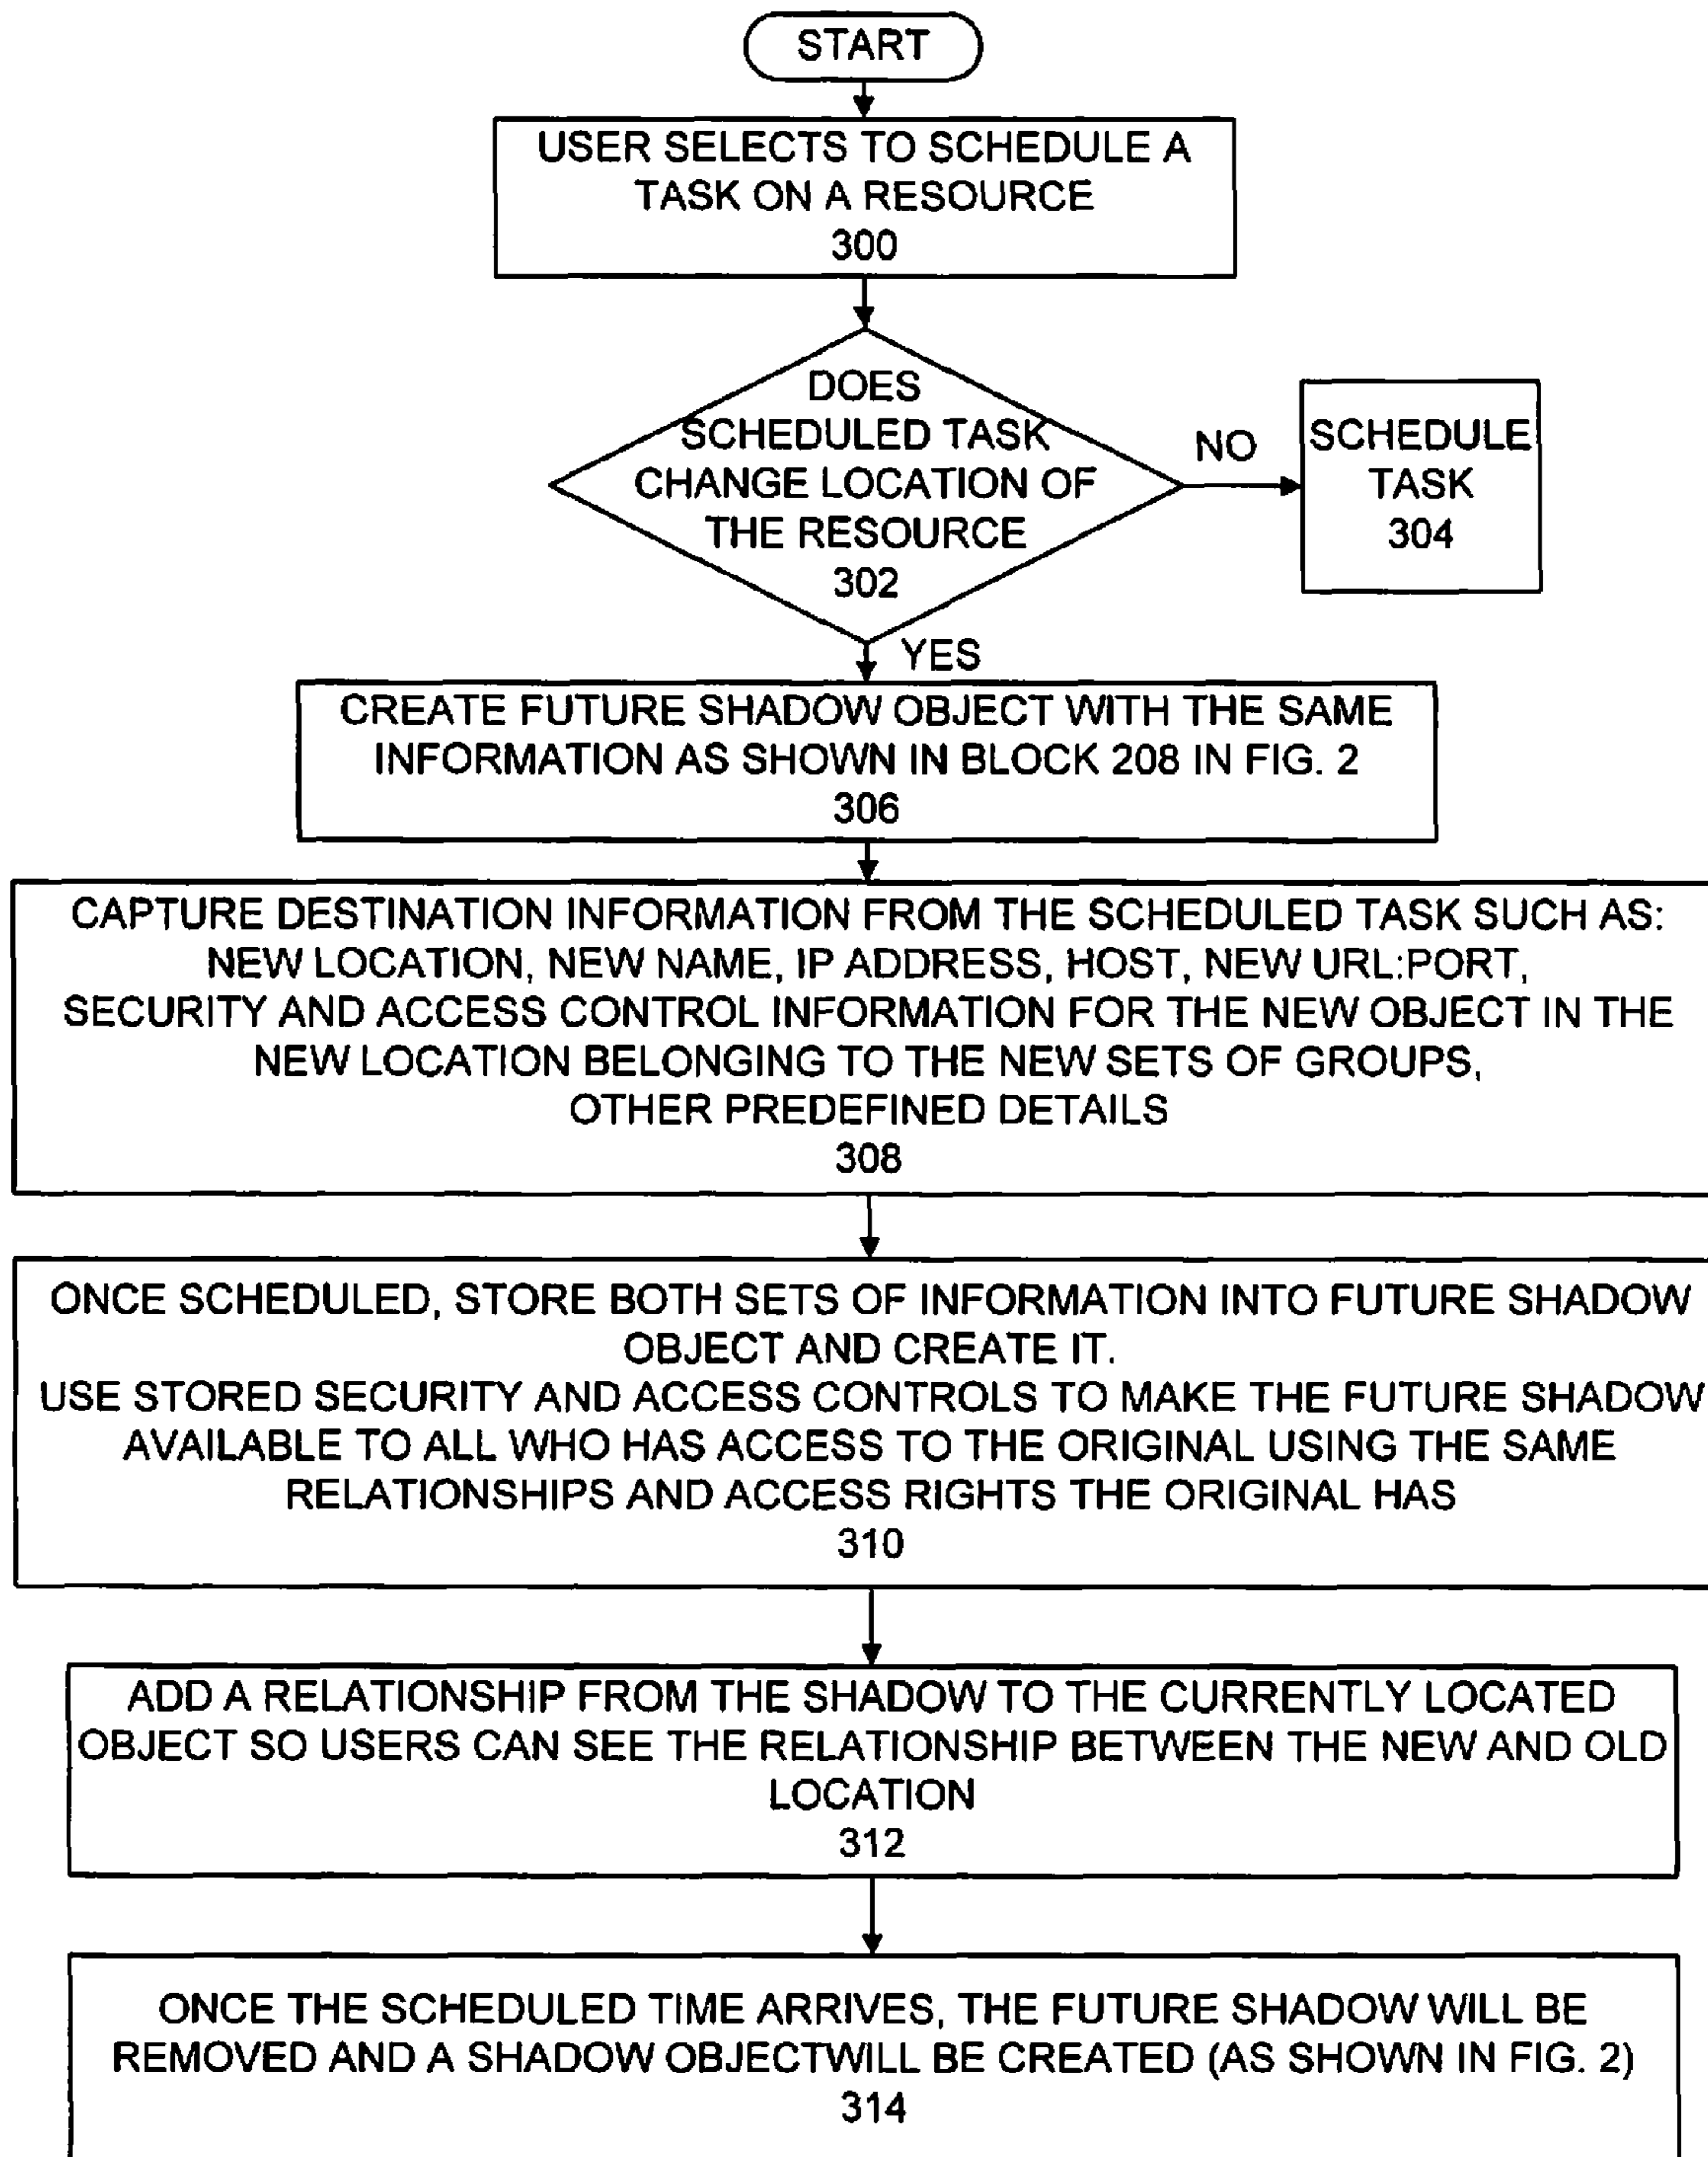 START
USER SELECTS TO SCHEDULE A
TASK ON A RESOURCE
300
DOES
SCHEDULED TASK
CHANGE LOCATION OF
THE RESOURCE
302
NO
SCHEDULE
TASK
304
YES
CREATE FUTURE SHADOW OBJECT WITH THE SAME
INFORMATION AS SHOWN IN BLOCK 208 IN FIG. 2
306
CAPTURE DESTINATION INFORMATION FROM THE SCHEDULED TASK SUCH AS:
NEW LOCATION, NEW NAME, IP ADDRESS, HOST, NEW URL:PORT,
SECURITY AND ACCESS CONTROL INFORMATION FOR THE NEW OBJECT IN THE
NEW LOCATION BELONGING TO THE NEW SETS OF GROUPS,
OTHER PREDEFINED DETAILS
308
ONCE SCHEDULED, STORE BOTH SETS OF INFORMATION INTO FUTURE SHADOW
OBJECT AND CREATE IT.
USE STORED SECURITY AND ACCESS CONTROLS TO MAKE THE FUTURE SHADOW
AVAILABLE TO ALL WHO HAS ACCESS TO THE ORIGINAL USING THE SAME
RELATIONSHIPS AND ACCESS RIGHTS THE ORIGINAL HAS
310
ADD A RELATIONSHIP FROM THE SHADOW TO THE CURRENTLY LOCATED
OBJECT SO USERS CAN SEE THE RELATIONSHIP BETWEEN THE NEW AND OLD
LOCATION
312
ONCE THE SCHEDULED TIME ARRIVES, THE FUTURE SHADOW WILL BE
REMOVED AND A SHADOW OBJECTWILL BE CREATED (AS SHOWN IN FIG. 2)
314